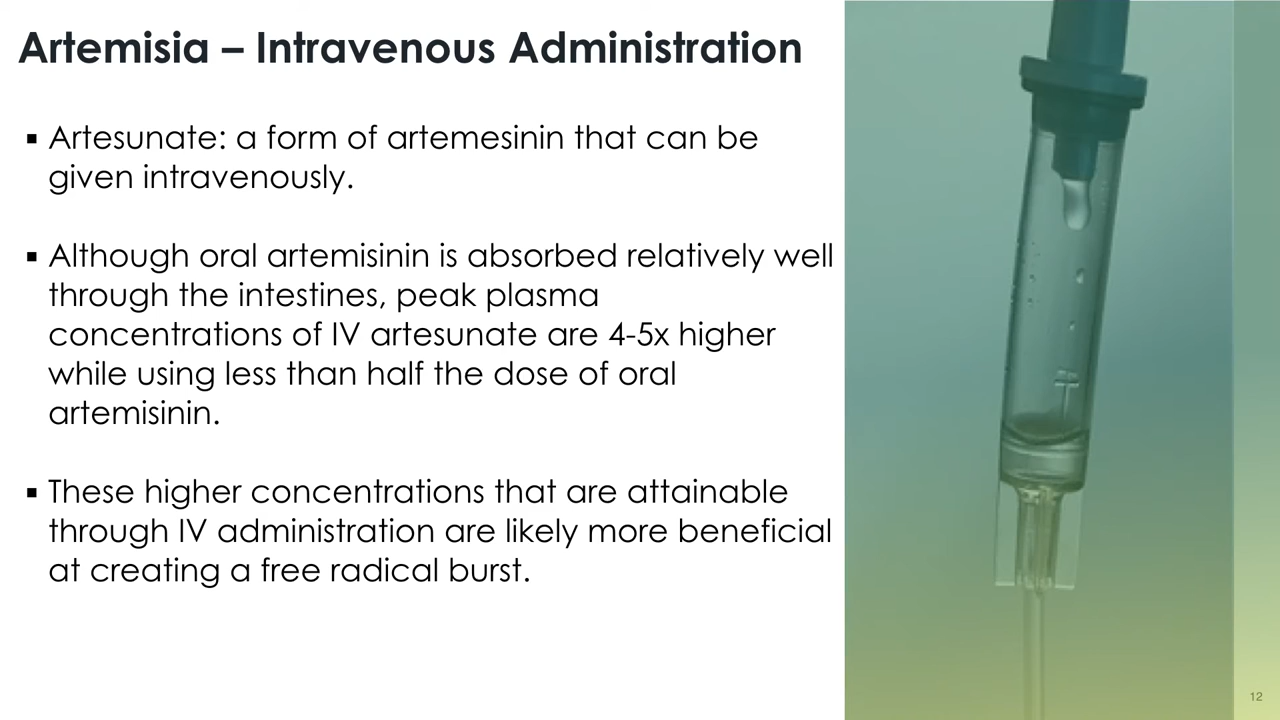 Artemisia – Intravenous Administration
▪ Artesunate: a form of artemesinin that can be
given intravenously.
▪ Although oral artemisinin is absorbed relatively well
through the intestines, peak plasma
concentrations of IV artesunate are 4-5x higher
while using less than half the dose of oral
artemisinin.
▪ These higher concentrations that are attainable
through IV administration are likely more beneficial
at creating a free radical burst.
12